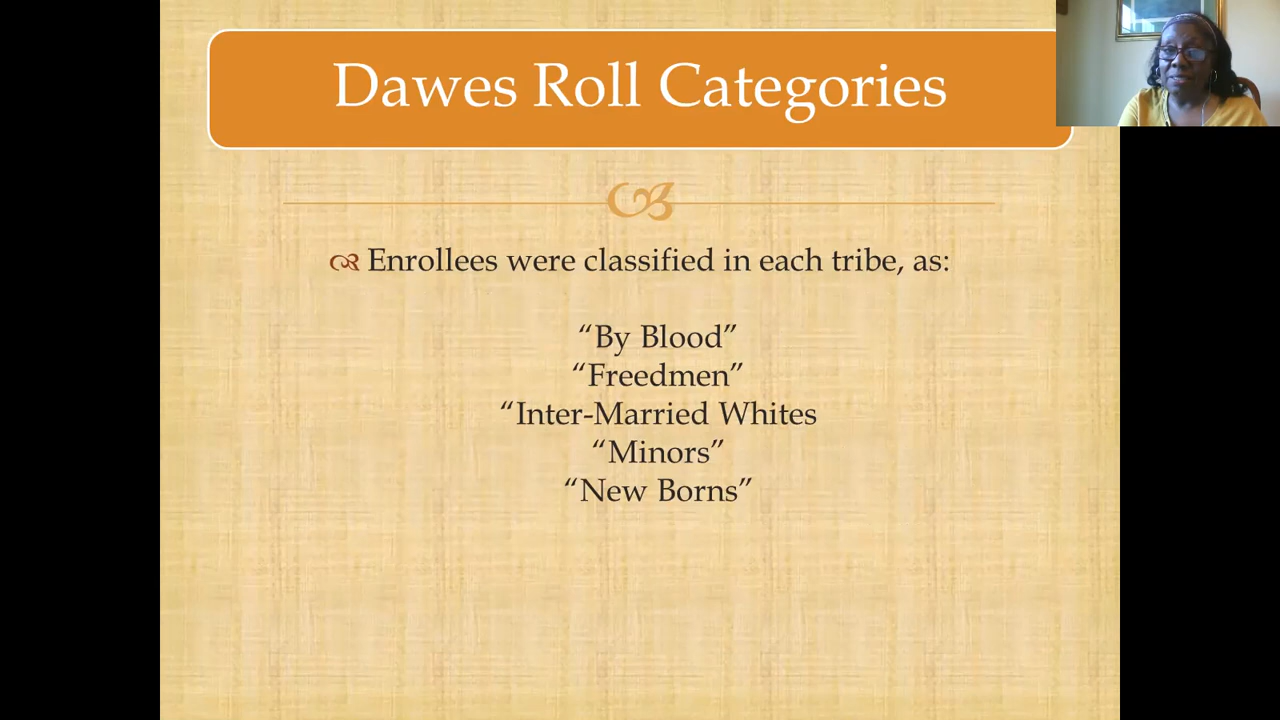 Dawes Roll Categories
Enrollees were classified in each tribe, as:
“By Blood”
“Freedmen”
“Inter-Married Whites
“Minors”
“New Borns”